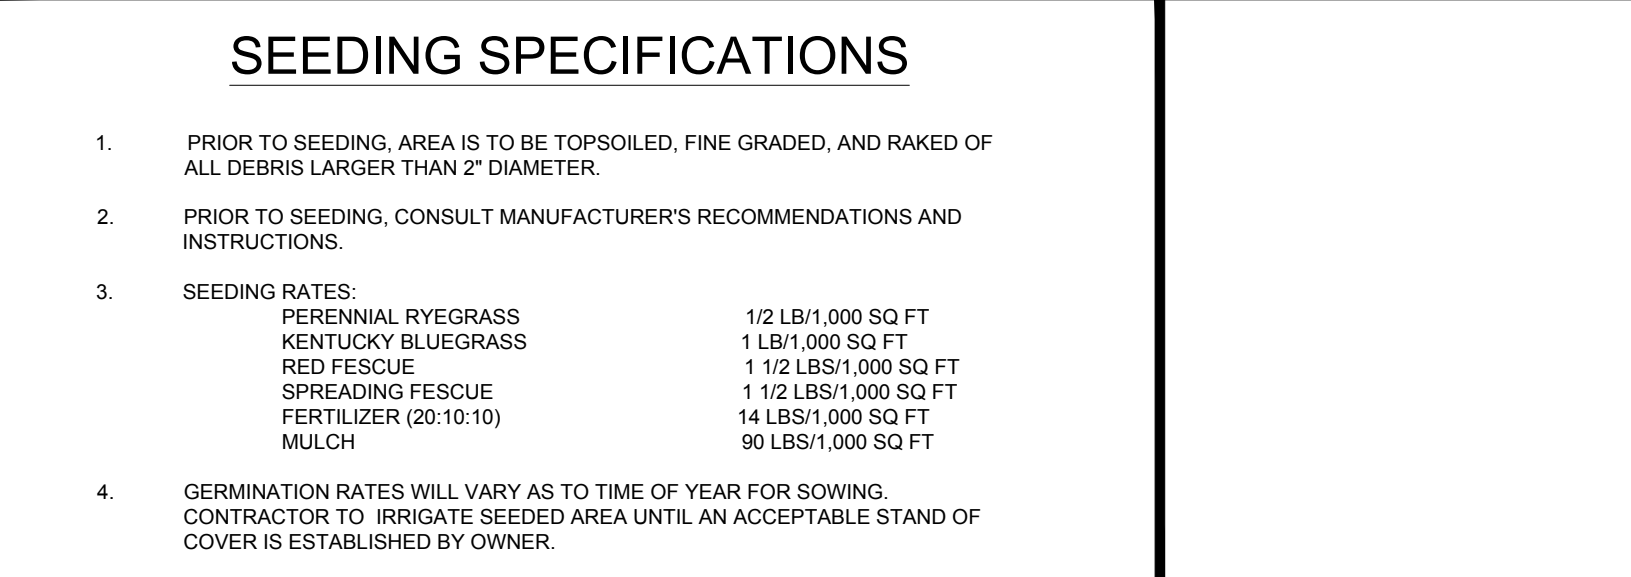 SEEDING SPECIFICATIONS
1. PRIOR TO SEEDING, AREA IS TO BE TOPSOILED, FINE GRADED, AND RAKED OF
ALL DEBRIS LARGER THAN 2" DIAMETER.
2. PRIOR TO SEEDING, CONSULT MANUFACTURER'S RECOMMENDATIONS AND
INSTRUCTIONS.
3. SEEDING RATES:
PERENNIAL RYEGRASS 1/2 LB/1,000 SQ FT
KENTUCKY BLUEGRASS 1 LB/1,000 SQ FT
RED FESCUE 1 1/2 LBS/1,000 SQ FT
SPREADING FESCUE 1 1/2 LBS/1,000 SQ FT
FERTILIZER (20:10:10) 14 LBS/1,000 SQ FT
MULCH 90 LBS/1,000 SQ FT
4. GERMINATION RATES WILL VARY AS TO TIME OF YEAR FOR SOWING.
CONTRACTOR TO IRRIGATE SEEDED AREA UNTIL AN ACCEPTABLE STAND OF
COVER IS ESTABLISHED BY OWNER.